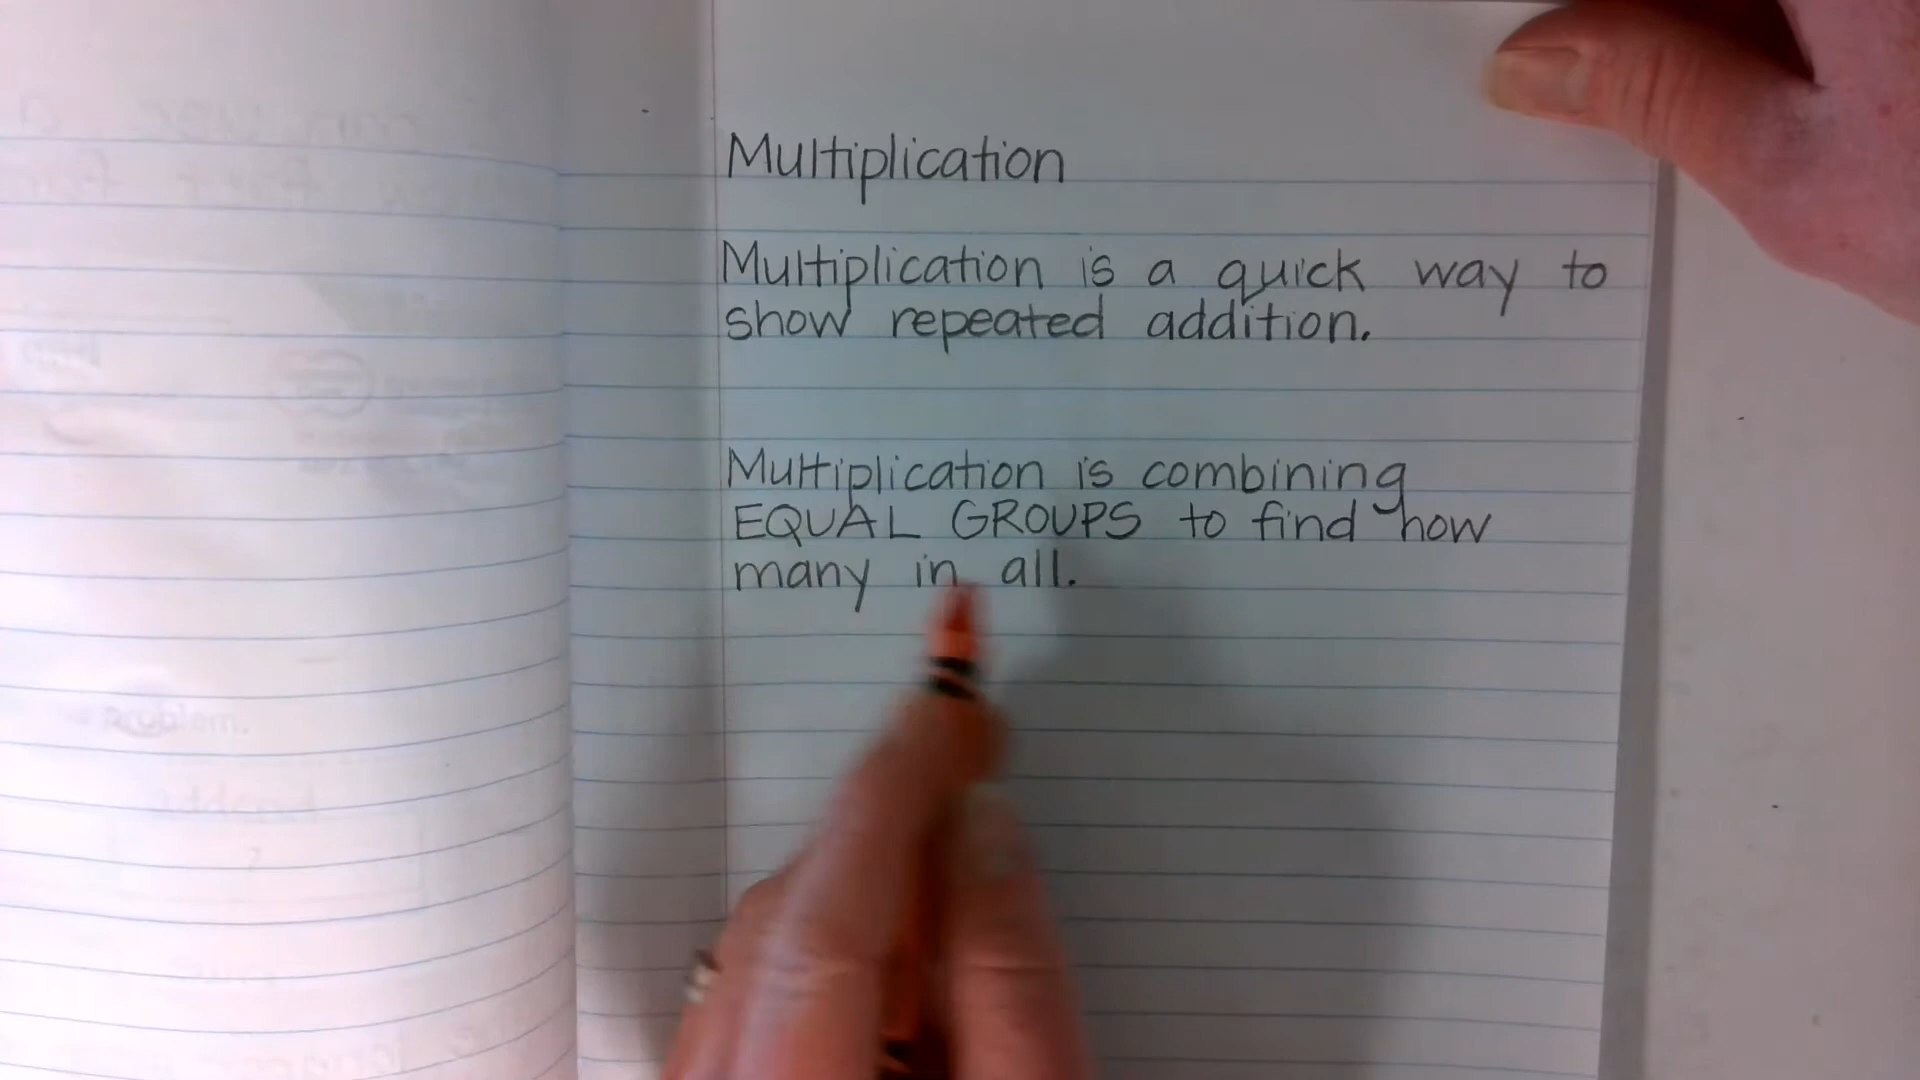 Multiplication
Multiplication is a quick way to
show repeated addition.
Multiplication is combining
EQUAL GROUPS to find how
many in all.